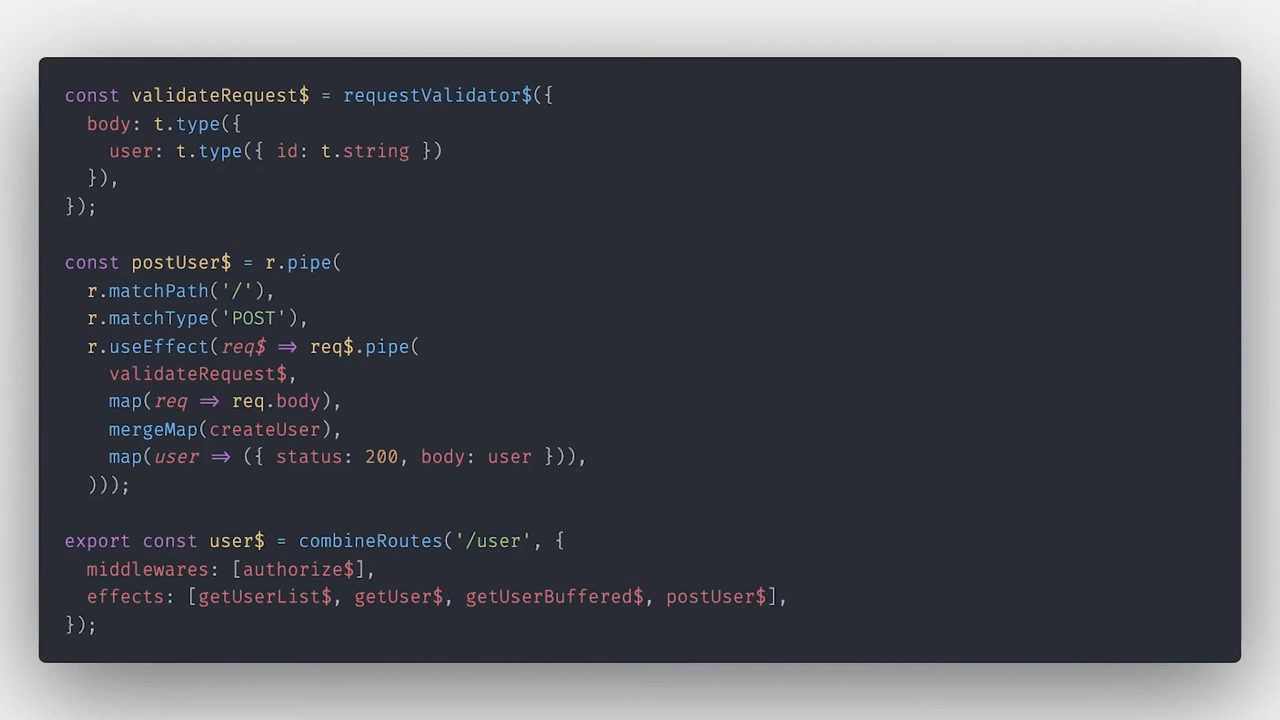 const validateRequest$ = requestValidator$({
  body: t.type({
    user: t.type({ id: t.string })
  }),
});

const postUser$ = r.pipe(
  r.matchPath('/'),
  r.matchType('POST'),
  r.useEffect(req$ => req$.pipe(
    validateRequest$,
    map(req => req.body),
    mergeMap(createUser),
    map(user => ({ status: 200, body: user })),
  )));

export const user$ = combineRoutes('/user', {
  middlewares: [authorize$],
  effects: [getUserList$, getUser$, getUserBuffered$, postUser$],
});